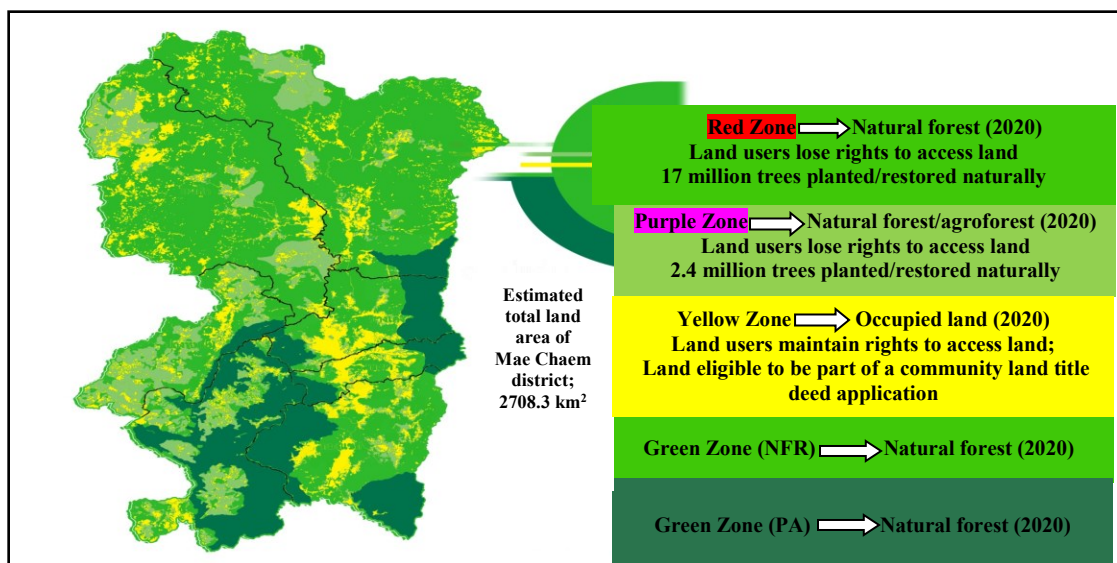 Red Zone Natural forest (2020)
Land users lose rights to access land
17 million trees planted/restored naturally
Purple Zone Natural forest/agroforest (2020)
Land users lose rights to access land
2.4 million trees planted/restored naturally
Estimated
total land
area of
Mae Chaem
district;
2708.3 km²
Yellow Zone Occupied land (2020)
Land users maintain rights to access land;
Land eligible to be part of a community land title
deed application
Green Zone (NFR) Natural forest (2020)
Green Zone (PA) Natural forest (2020)